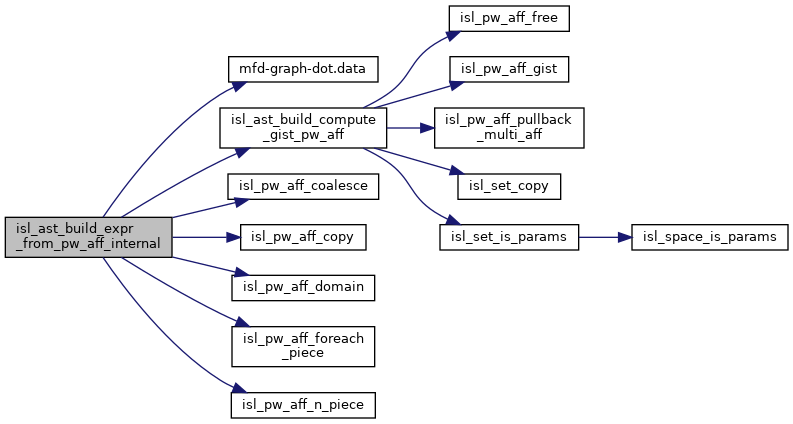 isl_ast_build_expr
_from_pw_aff_internal
mfd-graph-dot.data
isl_ast_build_compute
_gist_pw_aff
isl_pw_aff_coalesce
isl_pw_aff_copy
isl_pw_aff_domain
isl_pw_aff_foreach
_piece
isl_pw_aff_n_piece
isl_pw_aff_free
isl_pw_aff_gist
isl_pw_aff_pullback
_multi_aff
isl_set_copy
isl_set_is_params
isl_space_is_params